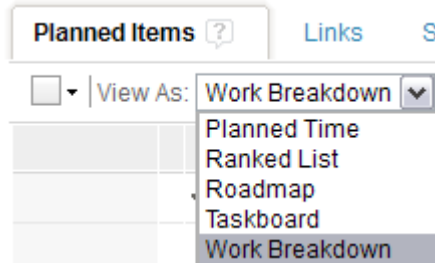 Planned Items ? Links S
View As: Work Breakdown
Planned Time
Ranked List
Roadmap
Taskboard
Work Breakdown